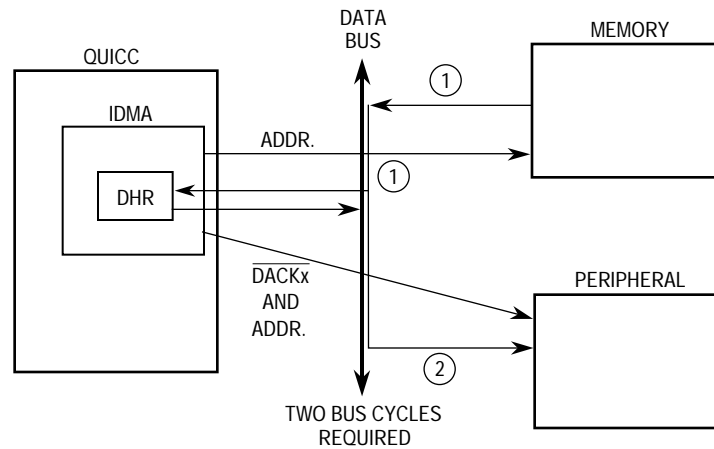 DATA
BUS
MEMORY
QUICC
1
IDMA
ADDR.
1
DHR
DACKx
AND
ADDR.
PERIPHERAL
2
TWO BUS CYCLES
REQUIRED